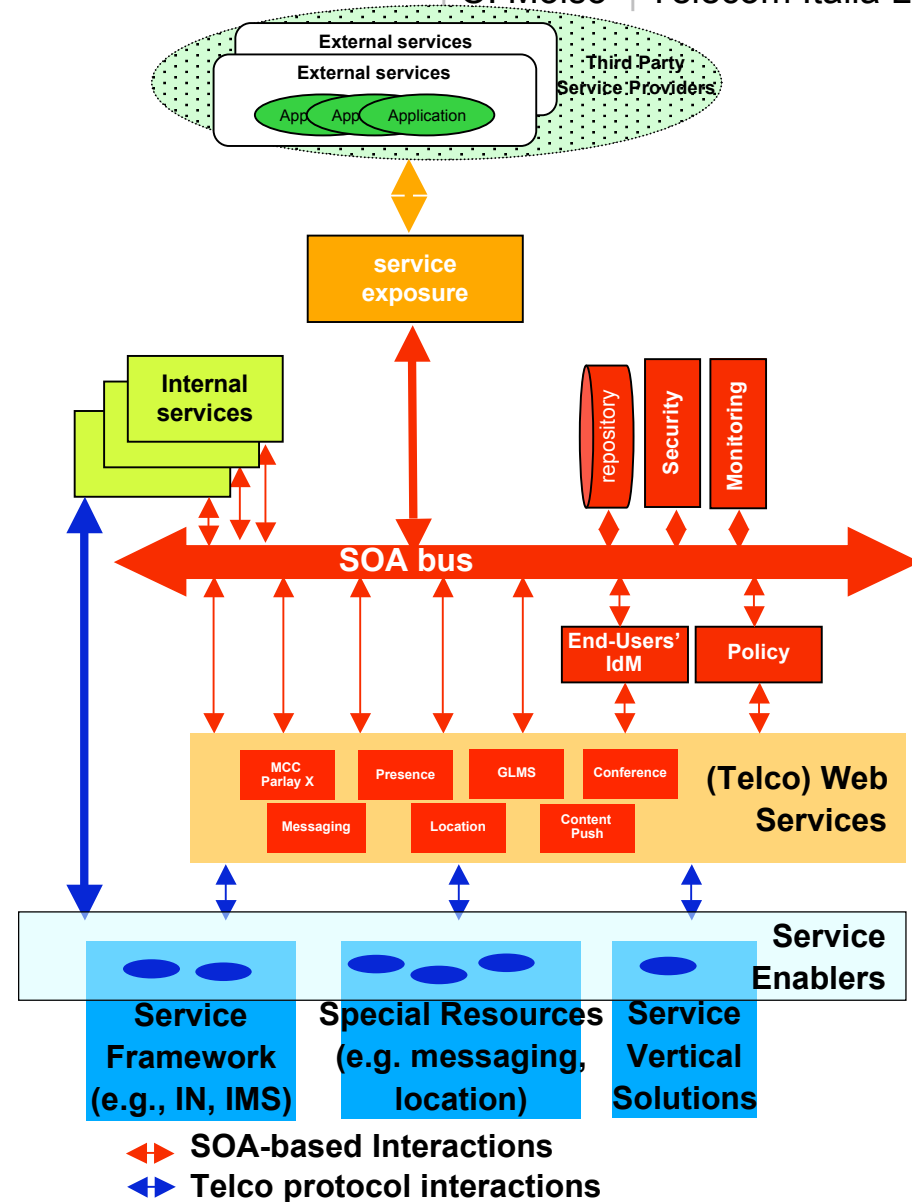 External services
External services
Third Party
Service Providers
App
App
Application
service
exposure
Internal
services
repository
Security
Monitoring
SOA bus
End-Users'
IdM
Policy
MCC
Parlay X
Presence
GLMS
Conference
(Telco) Web
Services
Messaging
Location
Content
Push
Service
Enablers
Service
Framework
(e.g., IN, IMS)
Special Resources
(e.g. messaging,
location)
Service
Vertical
Solutions
SOA-based Interactions
Telco protocol interactions